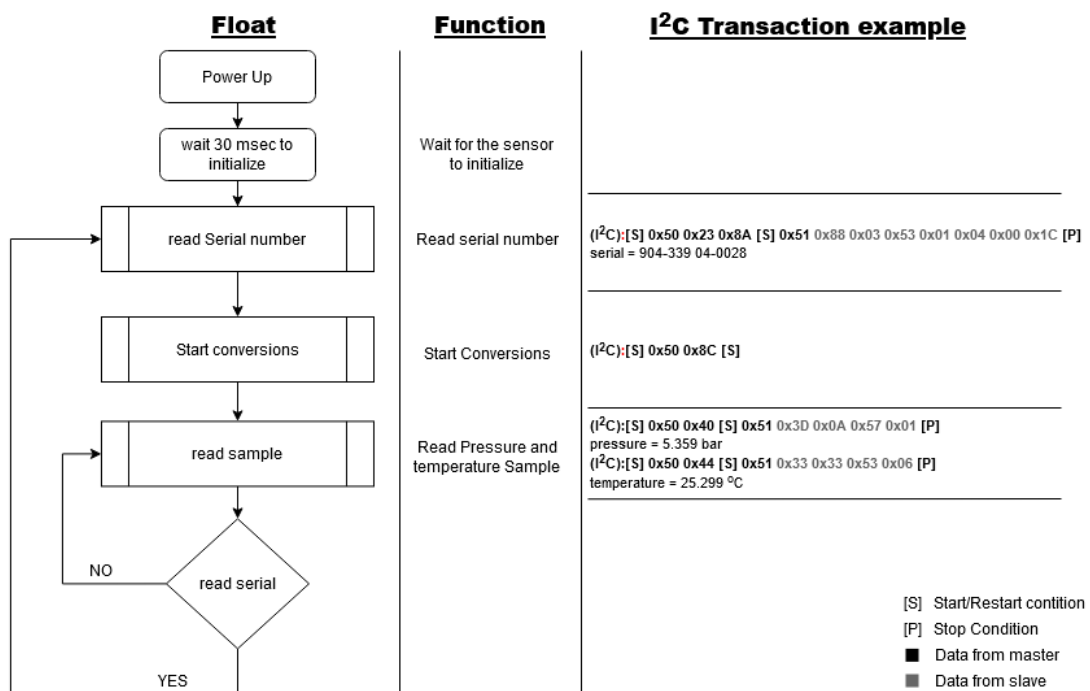 Float
Function
I²C Transaction example
Power Up
wait 30 msec to
initialize
Wait for the sensor
to initialize
read Serial number
Read serial number
(I²C):[S] 0x50 0x23 0x8A [S] 0x51 0x88 0x03 0x53 0x01 0x04 0x00 0x1C [P]
serial = 904-339 04-0028
Start conversions
Start Conversions
(I²C):[S] 0x50 0x8C [S]
read sample
Read Pressure and
temperature Sample
(I²C):[S] 0x50 0x40 [S] 0x51 0x3D 0x0A 0x57 0x01 [P]
pressure = 5.359 bar
(I²C):[S] 0x50 0x44 [S] 0x51 0x33 0x33 0x53 0x06 [P]
temperature = 25.299 ⁰C
NO
read serial
YES
[S] Start/Restart contition
[P] Stop Condition
Data from master
Data from slave